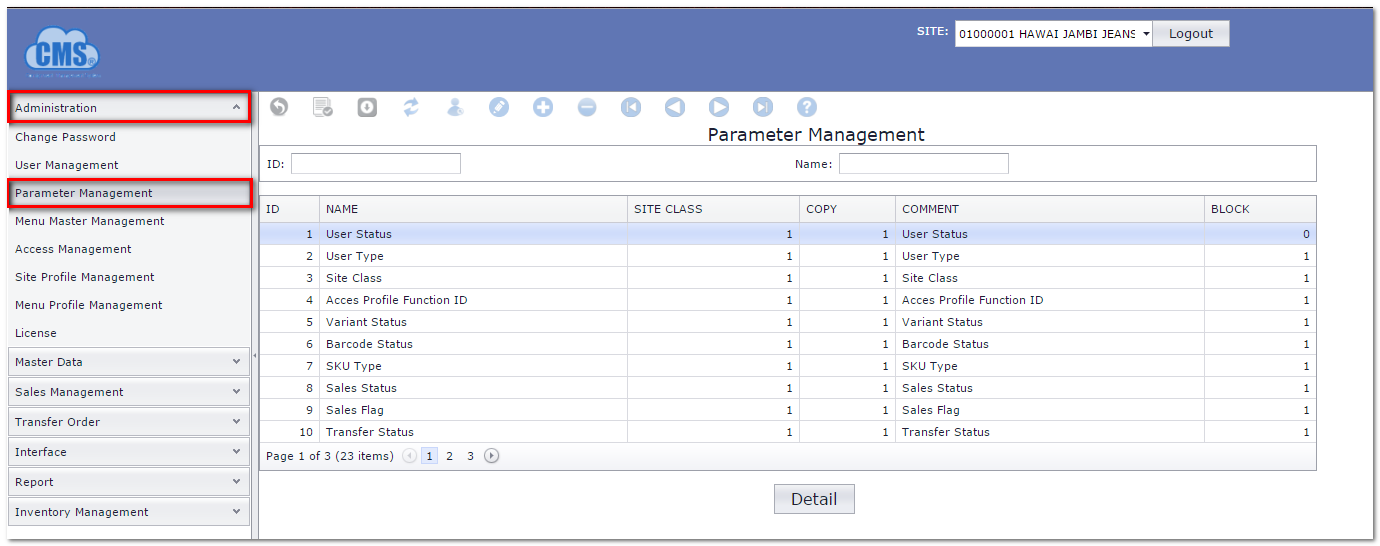 SITE: 01000001 HAWAI JAMBI JEANS Logout
CMS®
Administration
Change Password
User Management
Parameter Management
Menu Master Management
Access Management
Site Profile Management
Menu Profile Management
License
Master Data
Sales Management
Transfer Order
Interface
Report
Inventory Management
Parameter Management
ID: Name:
ID NAME SITE CLASS COPY COMMENT BLOCK
1 User Status 1 1 User Status 0
2 User Type 1 1 User Type 1
3 Site Class 1 1 Site Class 1
4 Acces Profile Function ID 1 1 Acces Profile Function ID 1
5 Variant Status 1 1 Variant Status 1
6 Barcode Status 1 1 Barcode Status 1
7 SKU Type 1 1 SKU Type 1
8 Sales Status 1 1 Sales Status 1
9 Sales Flag 1 1 Sales Flag 1
10 Transfer Status 1 1 Transfer Status 1
Page 1 of 3 (23 items) 1 2 3
Detail